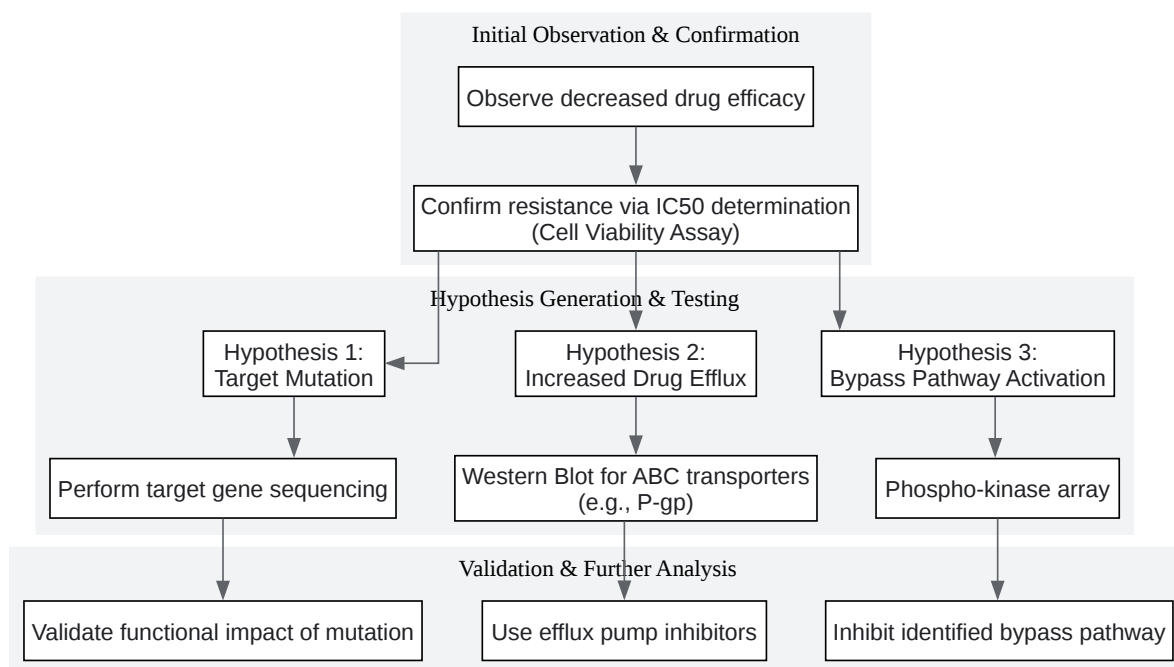 Initial Observation & Confirmation
Observe decreased drug efficacy
Confirm resistance via IC50 determination
(Cell Viability Assay)
Hypothesis Generation & Testing
Hypothesis 1:
Target Mutation
Hypothesis 2:
Increased Drug Efflux
Hypothesis 3:
Bypass Pathway Activation
Perform target gene sequencing
Western Blot for ABC transporters
(e.g., P-gp)
Phospho-kinase array
Validation & Further Analysis
Validate functional impact of mutation
Use efflux pump inhibitors
Inhibit identified bypass pathway